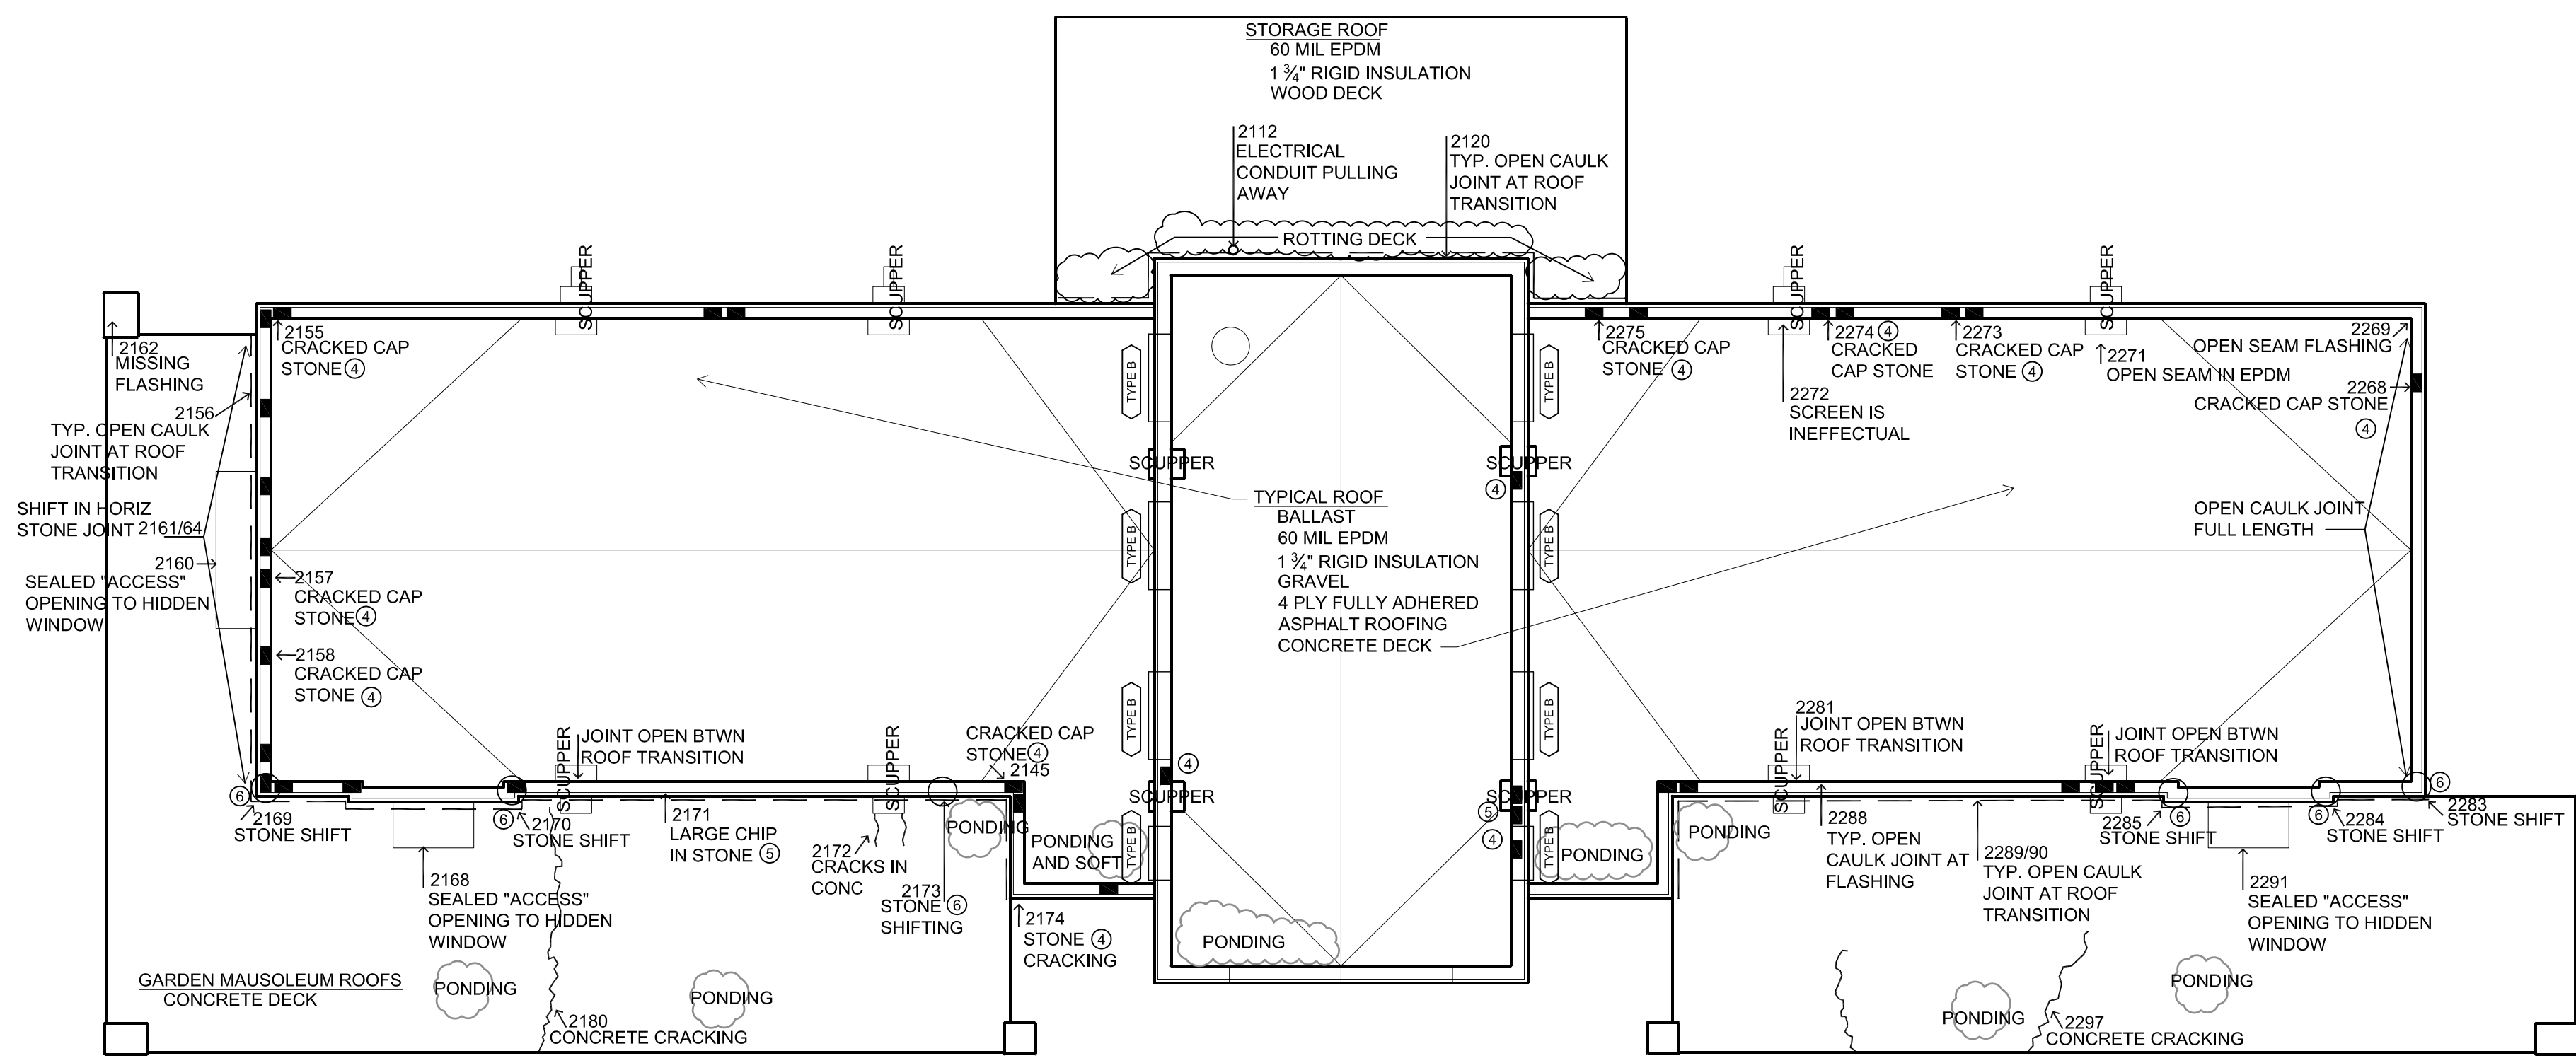 STORAGE ROOF
60 MIL EPDM
1 ¾" RIGID INSULATION
WOOD DECK
2112
ELECTRICAL
CONDUIT PULLING
AWAY
2120
TYP. OPEN CAULK
JOINT AT ROOF
TRANSITION
ROTTING DECK
SCUPPER
SCUPPER
SCUPPER
SCUPPER
2162
MISSING
FLASHING
2155
CRACKED CAP
STONE 4
2156
TYP. OPEN CAULK
JOINT AT ROOF
TRANSITION
SHIFT IN HORIZ
STONE JOINT 2161/64
2160
SEALED "ACCESS"
OPENING TO HIDDEN
WINDOW
2157
CRACKED CAP
STONE 4
2158
CRACKED CAP
STONE 4
TYPE B
TYPE B
TYPE B
TYPE B
SCUPPER
SCUPPER
4
TYPICAL ROOF
BALLAST
60 MIL EPDM
1 ¾" RIGID INSULATION
GRAVEL
4 PLY FULLY ADHERED
ASPHALT ROOFING
CONCRETE DECK
4
SCUPPER
SCUPPER
5
4
PONDING
TYPE B
TYPE B
TYPE B
TYPE B
2275
CRACKED CAP
STONE 4
2274 4
CRACKED
CAP STONE
2273
CRACKED CAP
STONE 4
2272
SCREEN IS
INEFFECTUAL
2271
OPEN SEAM IN EPDM
2269
OPEN SEAM FLASHING
2268
CRACKED CAP STONE
4
OPEN CAULK JOINT
FULL LENGTH
SCUPPER
JOINT OPEN BTWN
ROOF TRANSITION
SCUPPER
CRACKED CAP
STONE 4
2145
6
2169
STONE SHIFT
6
2170
STONE SHIFT
2171
LARGE CHIP
IN STONE 5
2172
CRACKS IN
CONC
2173
STONE 6
SHIFTING
PONDING
PONDING
AND SOFT
2174
STONE 4
CRACKING
2168
SEALED "ACCESS"
OPENING TO HIDDEN
WINDOW
GARDEN MAUSOLEUM ROOFS
CONCRETE DECK
PONDING
PONDING
2180
CONCRETE CRACKING
PONDING
PONDING
SCUPPER
2281
JOINT OPEN BTWN
ROOF TRANSITION
SCUPPER
JOINT OPEN BTWN
ROOF TRANSITION
2288
TYP. OPEN
CAULK JOINT AT
FLASHING
2289/90
TYP. OPEN CAULK
JOINT AT ROOF
TRANSITION
2285
6
STONE SHIFT
6
2284
STONE SHIFT
6
2283
STONE SHIFT
2291
SEALED "ACCESS"
OPENING TO HIDDEN
WINDOW
PONDING
PONDING
2297
CONCRETE CRACKING